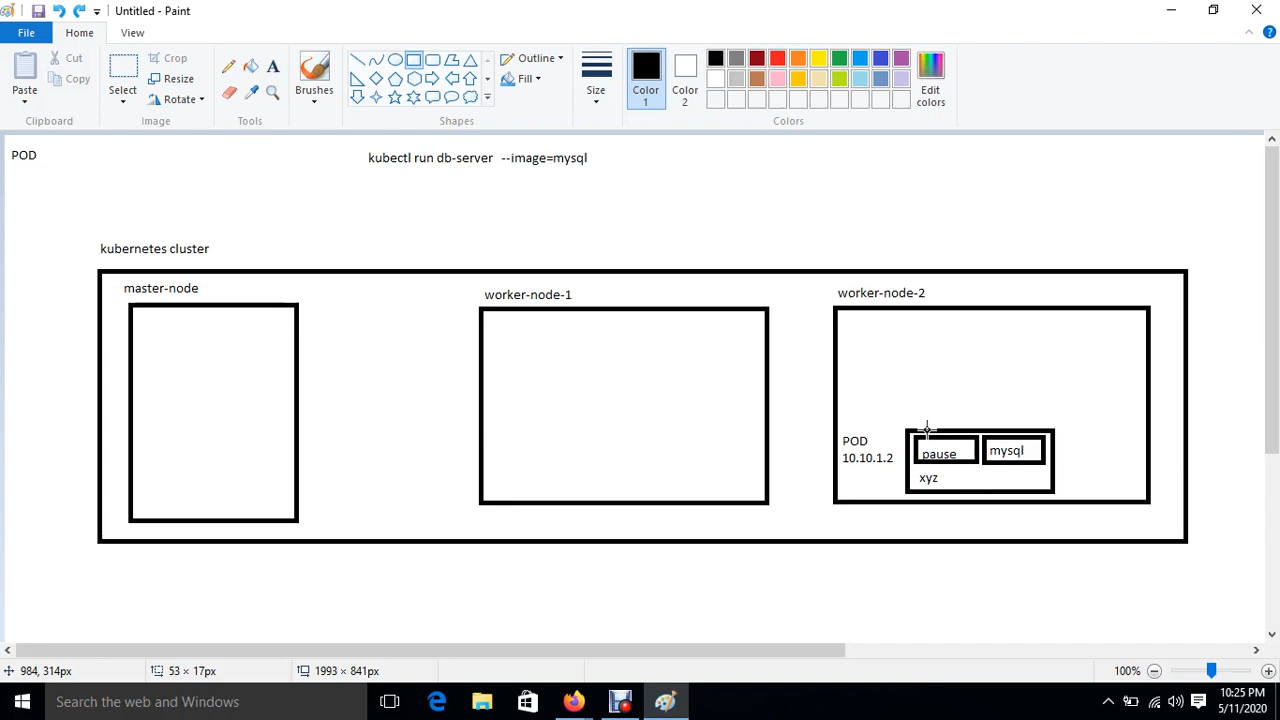 Untitled - Paint
File
Home
View
Paste
Cut
Copy
Clipboard
Select
Crop
Resize
Rotate
Image
A
Tools
Brushes
Outline
Fill
Shapes
Size
Color 1
Color 2
Edit colors
Colors
POD
kubectl run db-server --image=mysql
kubernetes cluster
master-node
worker-node-1
worker-node-2
POD
10.10.1.2
pause
mysql
xyz
984, 314px
53 × 17px
1993 × 841px
100%
Search the web and Windows
10:25 PM
5/11/2020